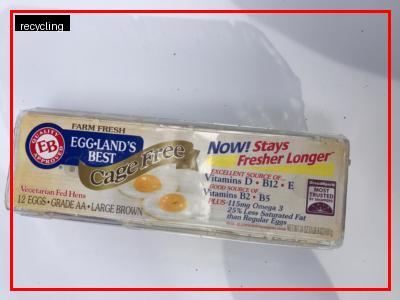 recycling
FARM FRESH
QUALITY
EB
APPROVED
EGG·LAND'S
BEST
Cage Free
Vegetarian Fed Hens
12 EGGS · GRADE AA · LARGE BROWN
Now! Stays
Fresher Longer
EXCELLENT SOURCE OF
Vitamins D · B12 · E
GOOD SOURCE OF
Vitamins B2 · B5
PLUS · 115mg Omega 3
25% Less Saturated Fat
than Regular Eggs
MOST
TRUSTED